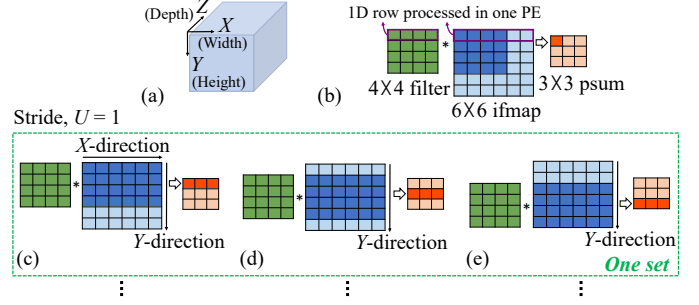 Z
(Depth)
X
(Width)
Y
(Height)
(a)
1D row processed in one PE
*
4X4 filter
6X6 ifmap
3X3 psum
(b)
Stride, U = 1
X-direction
*
Y-direction
(c)
*
Y-direction
(d)
*
Y-direction
(e)
One set